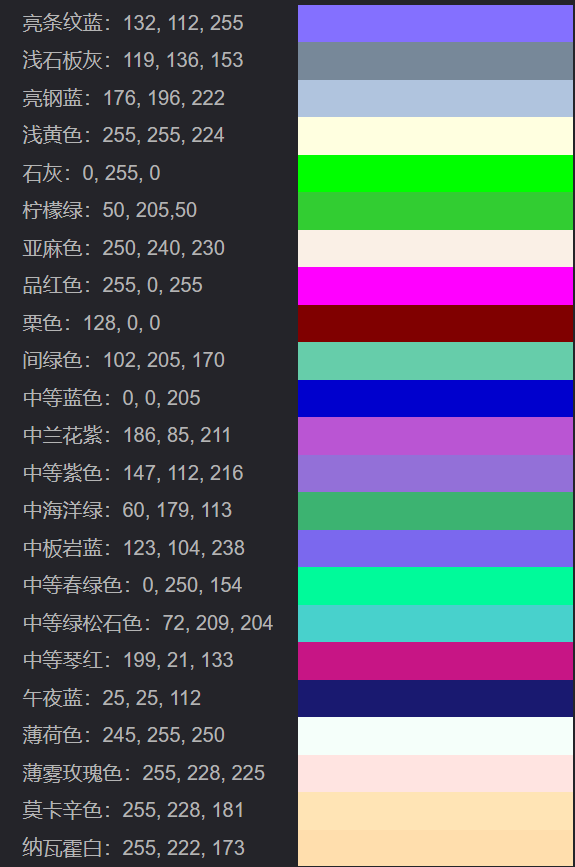 亮条纹蓝：132, 112, 255
浅石板灰：119, 136, 153
亮钢蓝：176, 196, 222
浅黄色：255, 255, 224
石灰：0, 255, 0
柠檬绿：50, 205,50
亚麻色：250, 240, 230
品红色：255, 0, 255
栗色：128, 0, 0
间绿色：102, 205, 170
中等蓝色：0, 0, 205
中兰花紫：186, 85, 211
中等紫色：147, 112, 216
中海洋绿：60, 179, 113
中板岩蓝：123, 104, 238
中等春绿色：0, 250, 154
中等绿松石色：72, 209, 204
中等琴红：199, 21, 133
午夜蓝：25, 25, 112
薄荷色：245, 255, 250
薄雾玫瑰色：255, 228, 225
莫卡辛色：255, 228, 181
纳瓦霍白：255, 222, 173